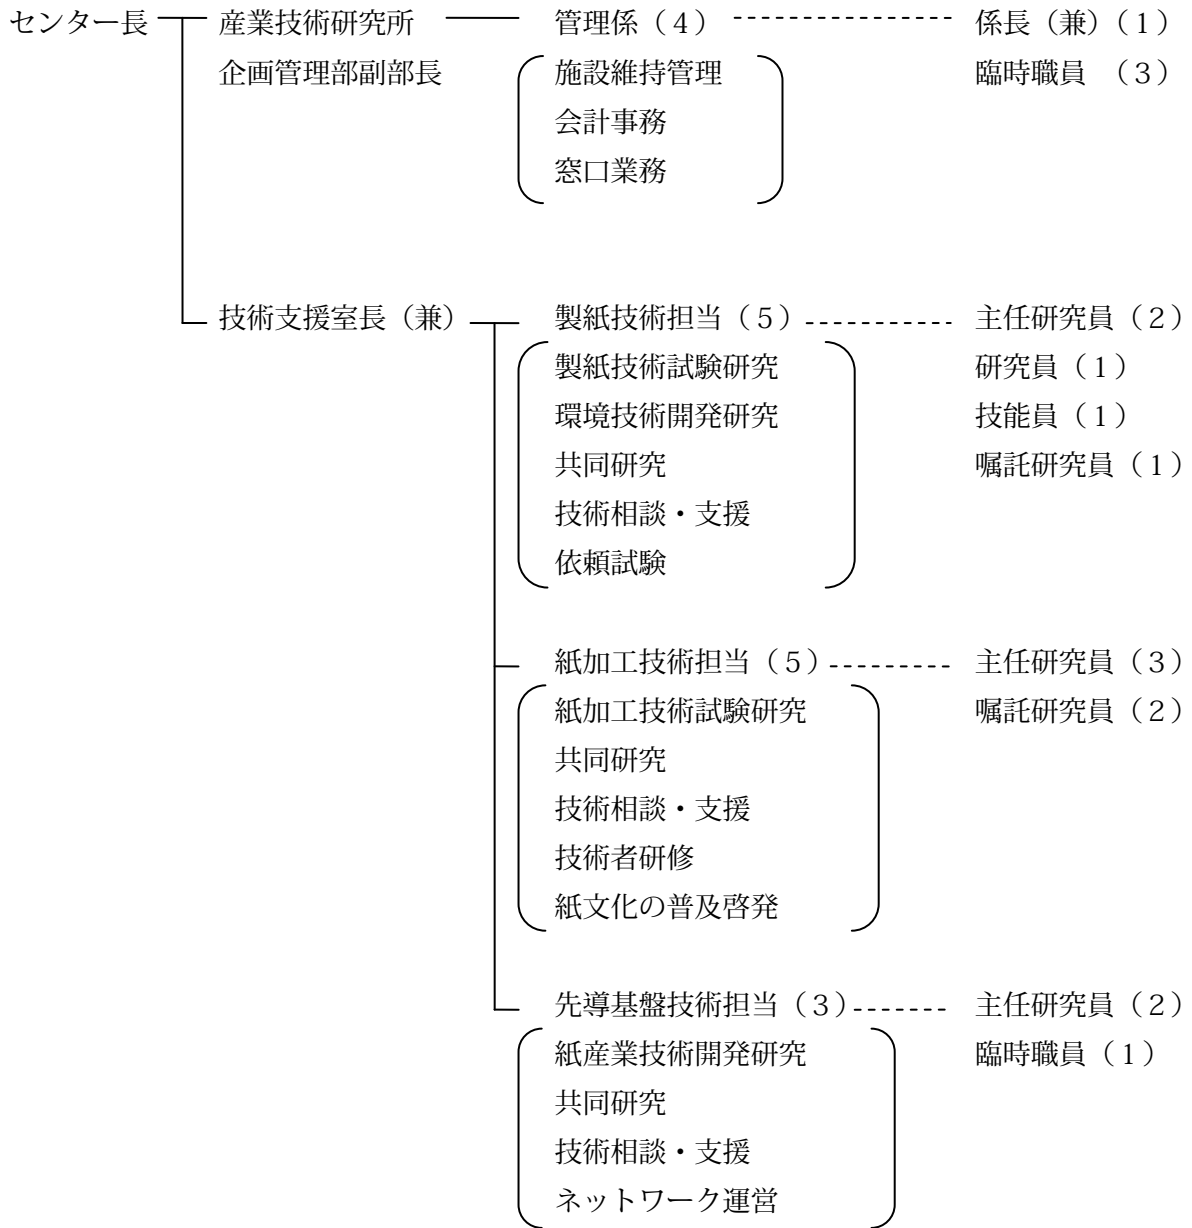 センター長 産業技術研究所 管理係（４） 係長（兼）（１）
企画管理部副部長 施設維持管理 臨時職員 （３）
会計事務
窓口業務
技術支援室長（兼） 製紙技術担当（５） 主任研究員（２）
製紙技術試験研究 研究員（１）
環境技術開発研究 技能員（１）
共同研究 嘱託研究員（１）
技術相談・支援
依頼試験
紙加工技術担当（５） 主任研究員（３）
紙加工技術試験研究 嘱託研究員（２）
共同研究
技術相談・支援
技術者研修
紙文化の普及啓発
先導基盤技術担当（３） 主任研究員（２）
紙産業技術開発研究 臨時職員（１）
共同研究
技術相談・支援
ネットワーク運営